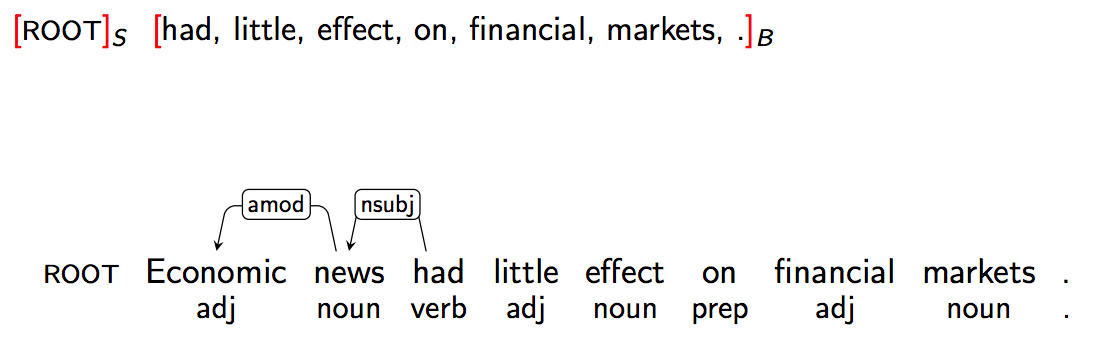 [ROOT]S [had, little, effect, on, financial, markets, .]B
amod nsubj
ROOT Economic news had little effect on financial markets .
adj noun verb adj noun prep adj noun .